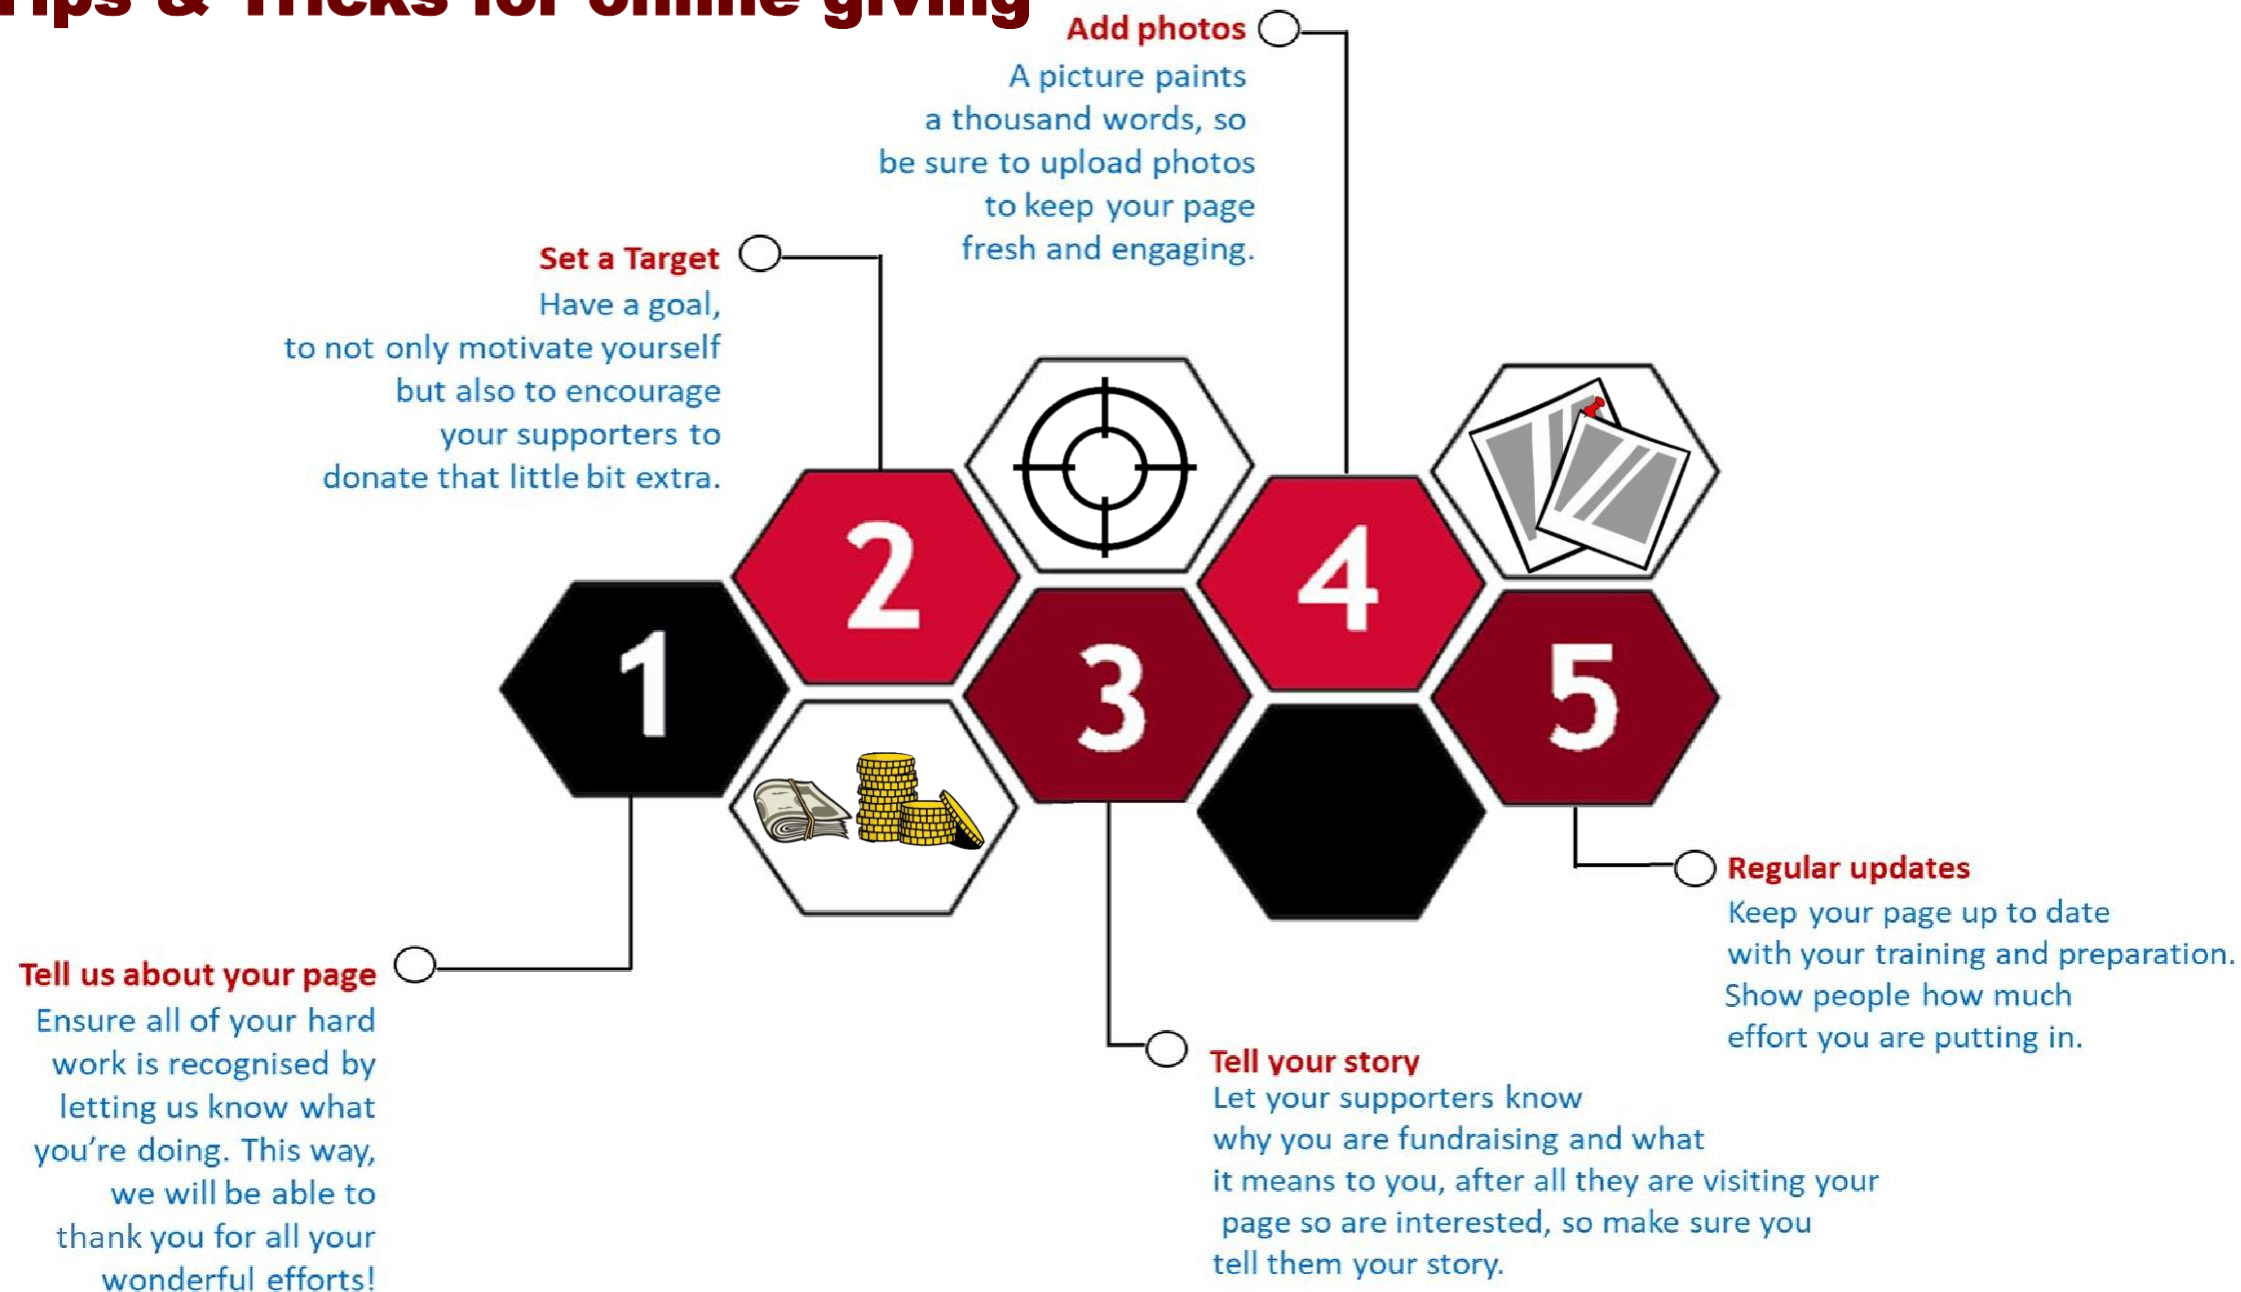 Tips & Tricks for online giving
Add photos
A picture paints
a thousand words, so
be sure to upload photos
to keep your page
fresh and engaging.
Set a Target
Have a goal,
to not only motivate yourself
but also to encourage
your supporters to
donate that little bit extra.
2
4
1
3
5
Tell us about your page
Ensure all of your hard
work is recognised by
letting us know what
you're doing. This way,
we will be able to
thank you for all your
wonderful efforts!
Tell your story
Let your supporters know
why you are fundraising and what
it means to you, after all they are visiting your
page so are interested, so make sure you
tell them your story.
Regular updates
Keep your page up to date
with your training and preparation.
Show people how much
effort you are putting in.